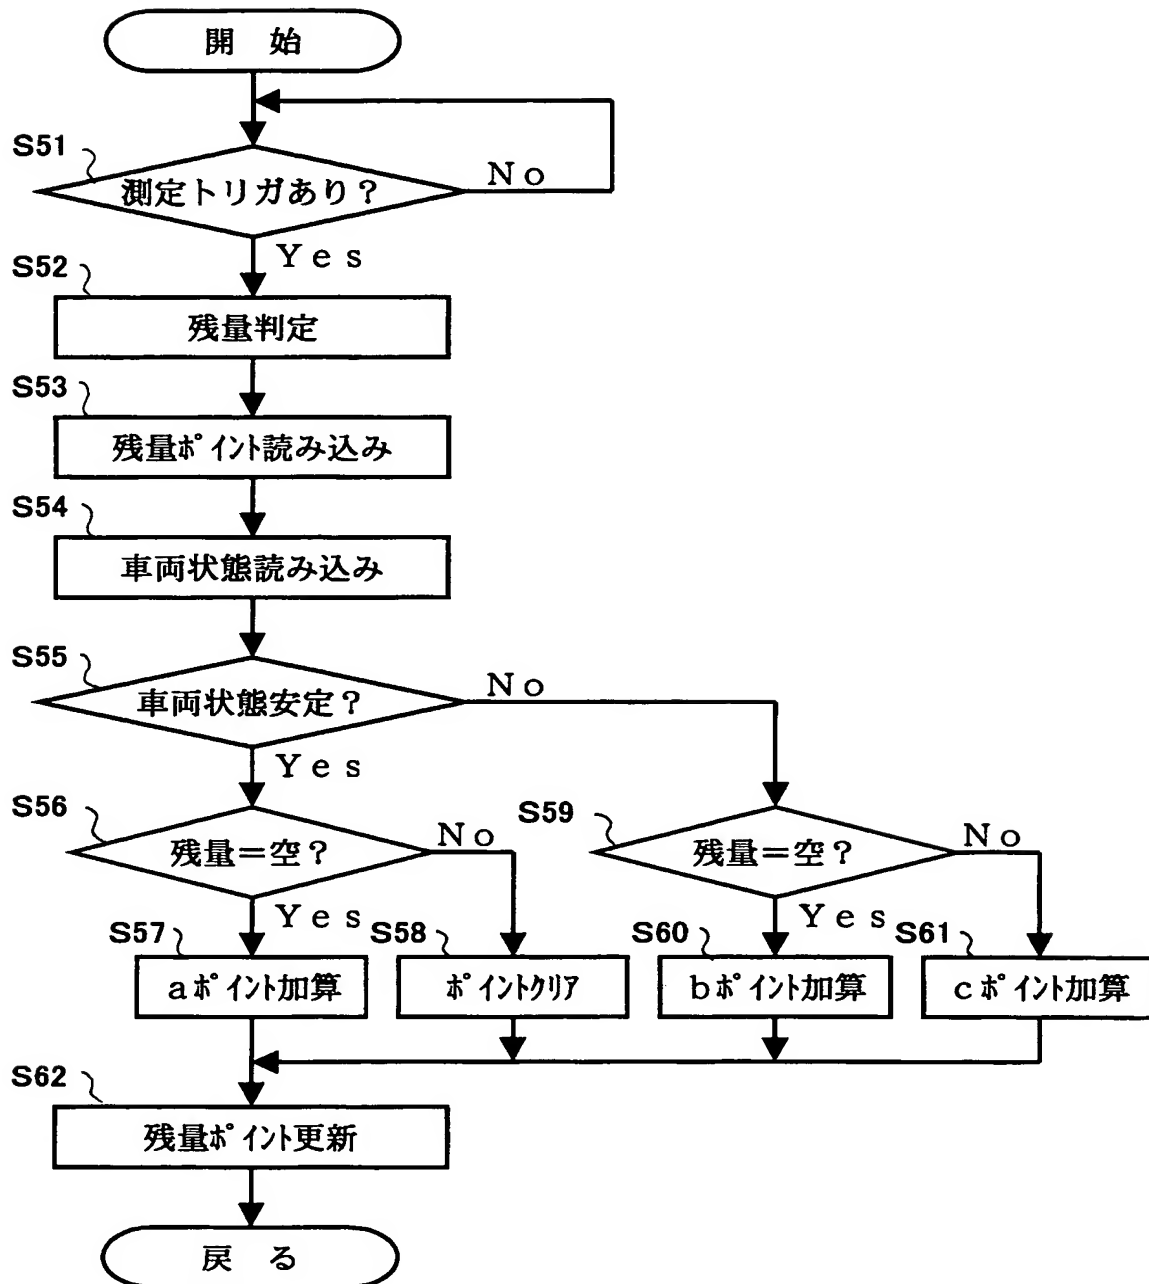 開 始
S51
測定トリガあり?
No
Yes
S52
残量判定
S53
残量ポイント読み込み
S54
車両状態読み込み
S55
車両状態安定?
No
Yes
S56
残量=空?
No
S59
残量=空?
No
Yes
Yes
S57
S58
S60
S61
aポイント加算
ポイントクリア
bポイント加算
cポイント加算
S62
残量ポイント更新
戻 る